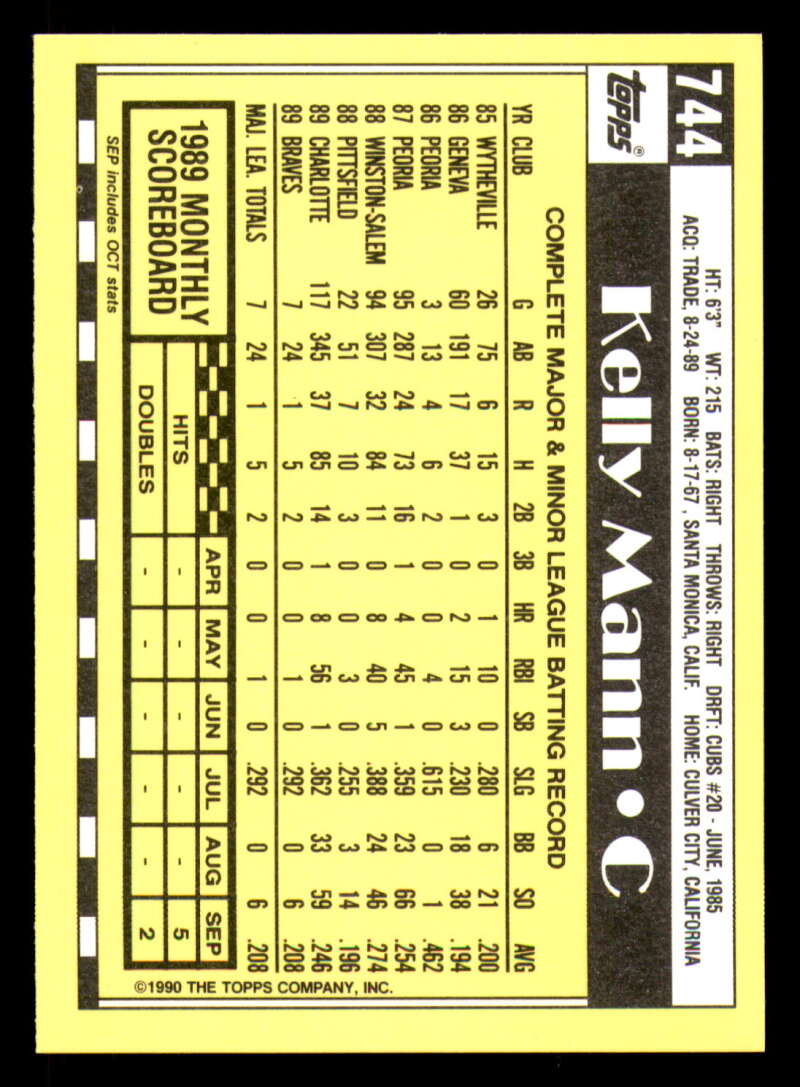 744
topps®
HT: 6'3" WT: 215 BATS: RIGHT THROWS: RIGHT DRFT: CUBS #20 - JUNE, 1985
ACQ: TRADE, 8-24-89 BORN: 8-17-67, SANTA MONICA, CALIF. HOME: CULVER CITY, CALIFORNIA
Kelly Mann • C
COMPLETE MAJOR & MINOR LEAGUE BATTING RECORD
YR CLUB G AB R H 2B 3B HR RBI SB SLG BB SO AVG
85 WYTHEVILLE 26 75 6 15 3 0 1 10 0 .280 6 21 .200
86 GENEVA 60 191 17 37 1 0 2 15 3 .230 18 38 .194
86 PEORIA 3 13 4 6 2 0 0 4 0 .615 0 1 .462
87 PEORIA 95 287 24 73 16 1 4 45 1 .359 23 66 .254
88 WINSTON-SALEM 94 307 32 84 11 0 8 40 5 .388 24 46 .274
88 PITTSFIELD 22 51 7 10 3 0 0 3 0 .255 3 14 .196
89 CHARLOTTE 117 345 37 85 14 1 8 56 1 .362 33 59 .246
89 BRAVES 7 24 1 5 2 0 0 1 0 .292 0 6 .208
MAJ. LEA. TOTALS 7 24 1 5 2 0 0 1 0 .292 0 6 .208
1989 MONTHLY
SCOREBOARD
APR MAY JUN JUL AUG SEP
HITS - - - - - 5
DOUBLES - - - - - 2
SEP includes OCT stats
©1990 THE TOPPS COMPANY, INC.